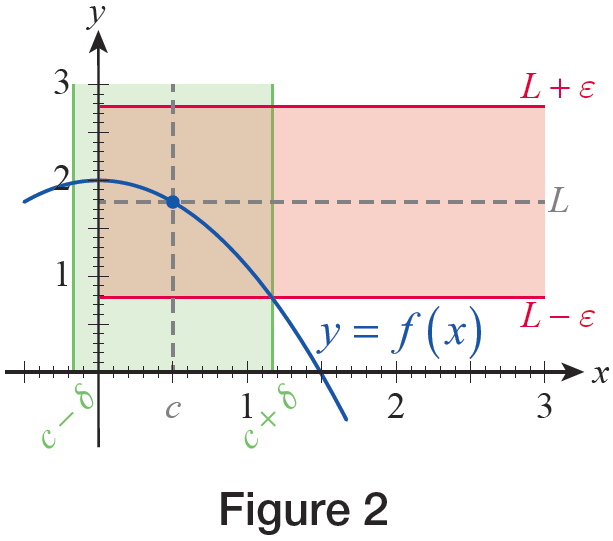 y
3
L + ε
2
L
1
L − ε
y = f (x)
x
c − δ
c
1
c × δ
2
3
Figure 2